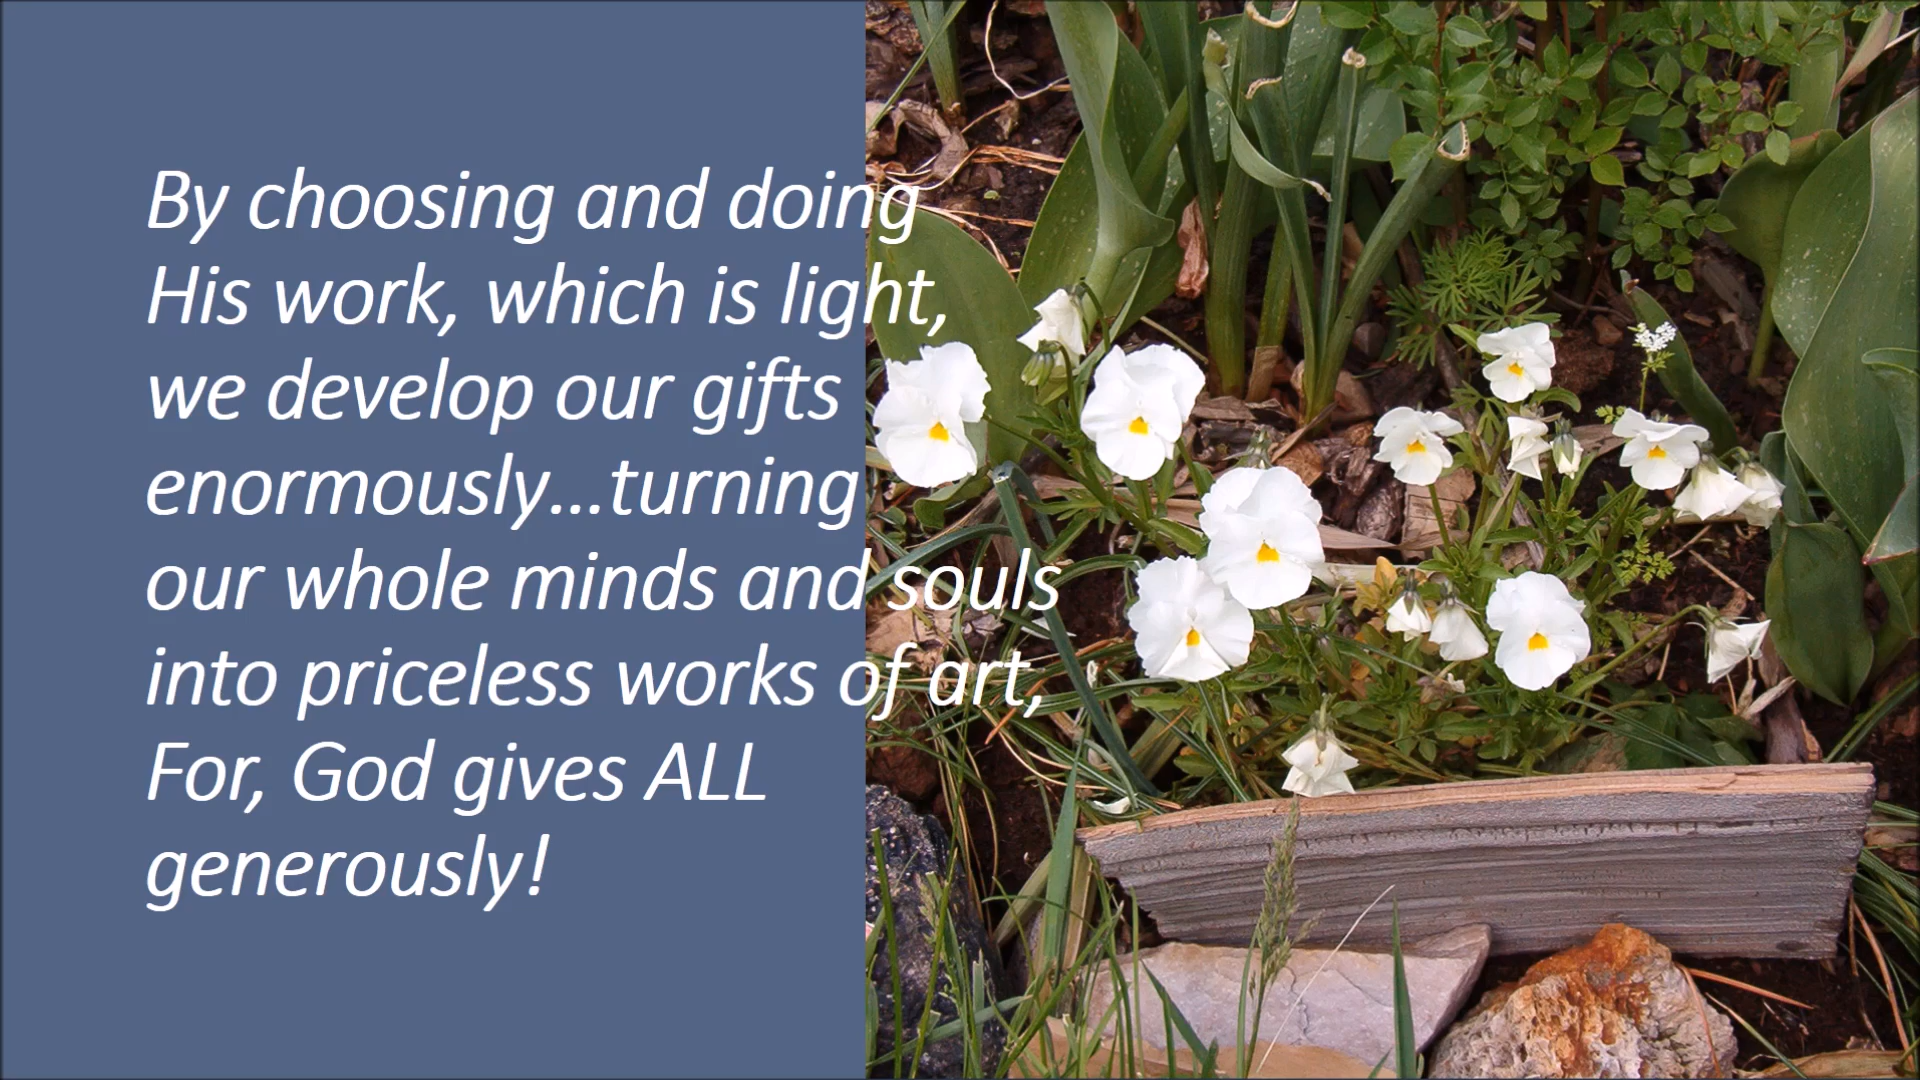 By choosing and doing
His work, which is light,
we develop our gifts
enormously...turning
our whole minds and souls
into priceless works of art,
For, God gives ALL
generously!